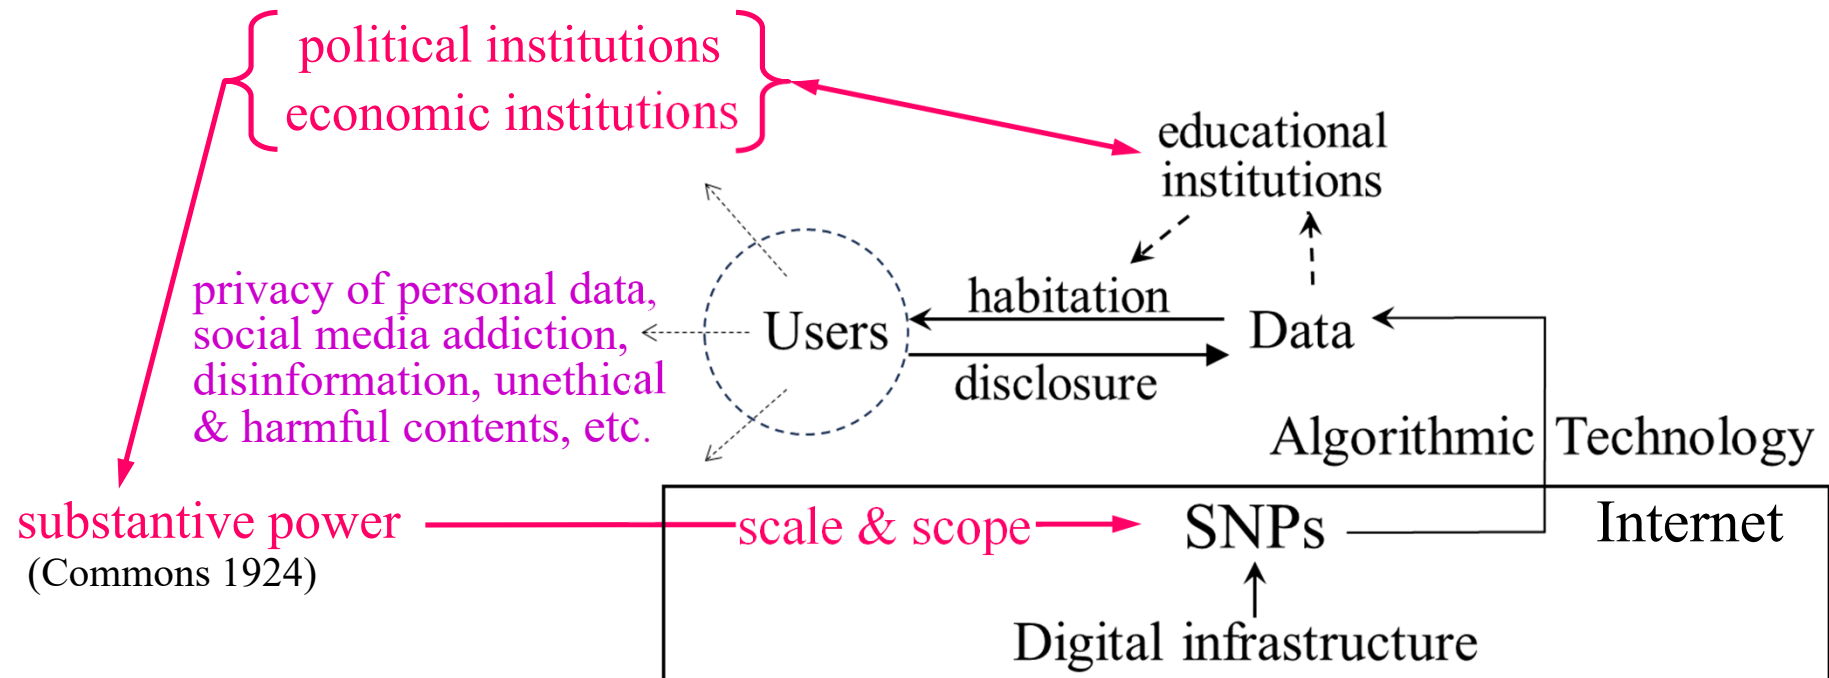 political institutions
economic institutions
educational
institutions
privacy of personal data,
social media addiction,
disinformation, unethical
& harmful contents, etc.
Users
habitation
disclosure
Data
Algorithmic Technology
substantive power
(Commons 1924)
scale & scope
SNPs
Internet
Digital infrastructure